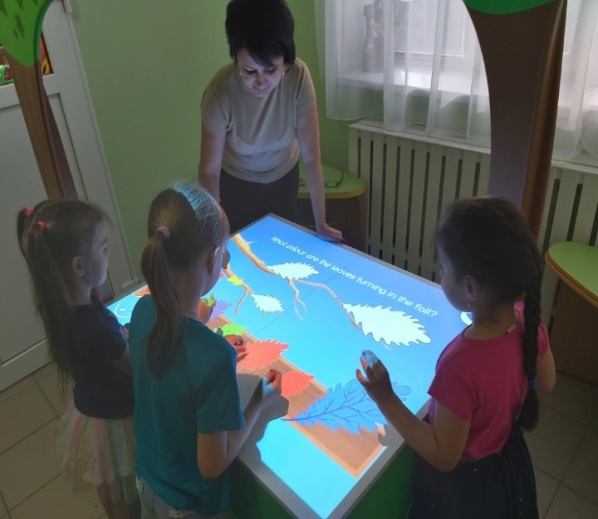 What colour are the leaves turning in the fall?